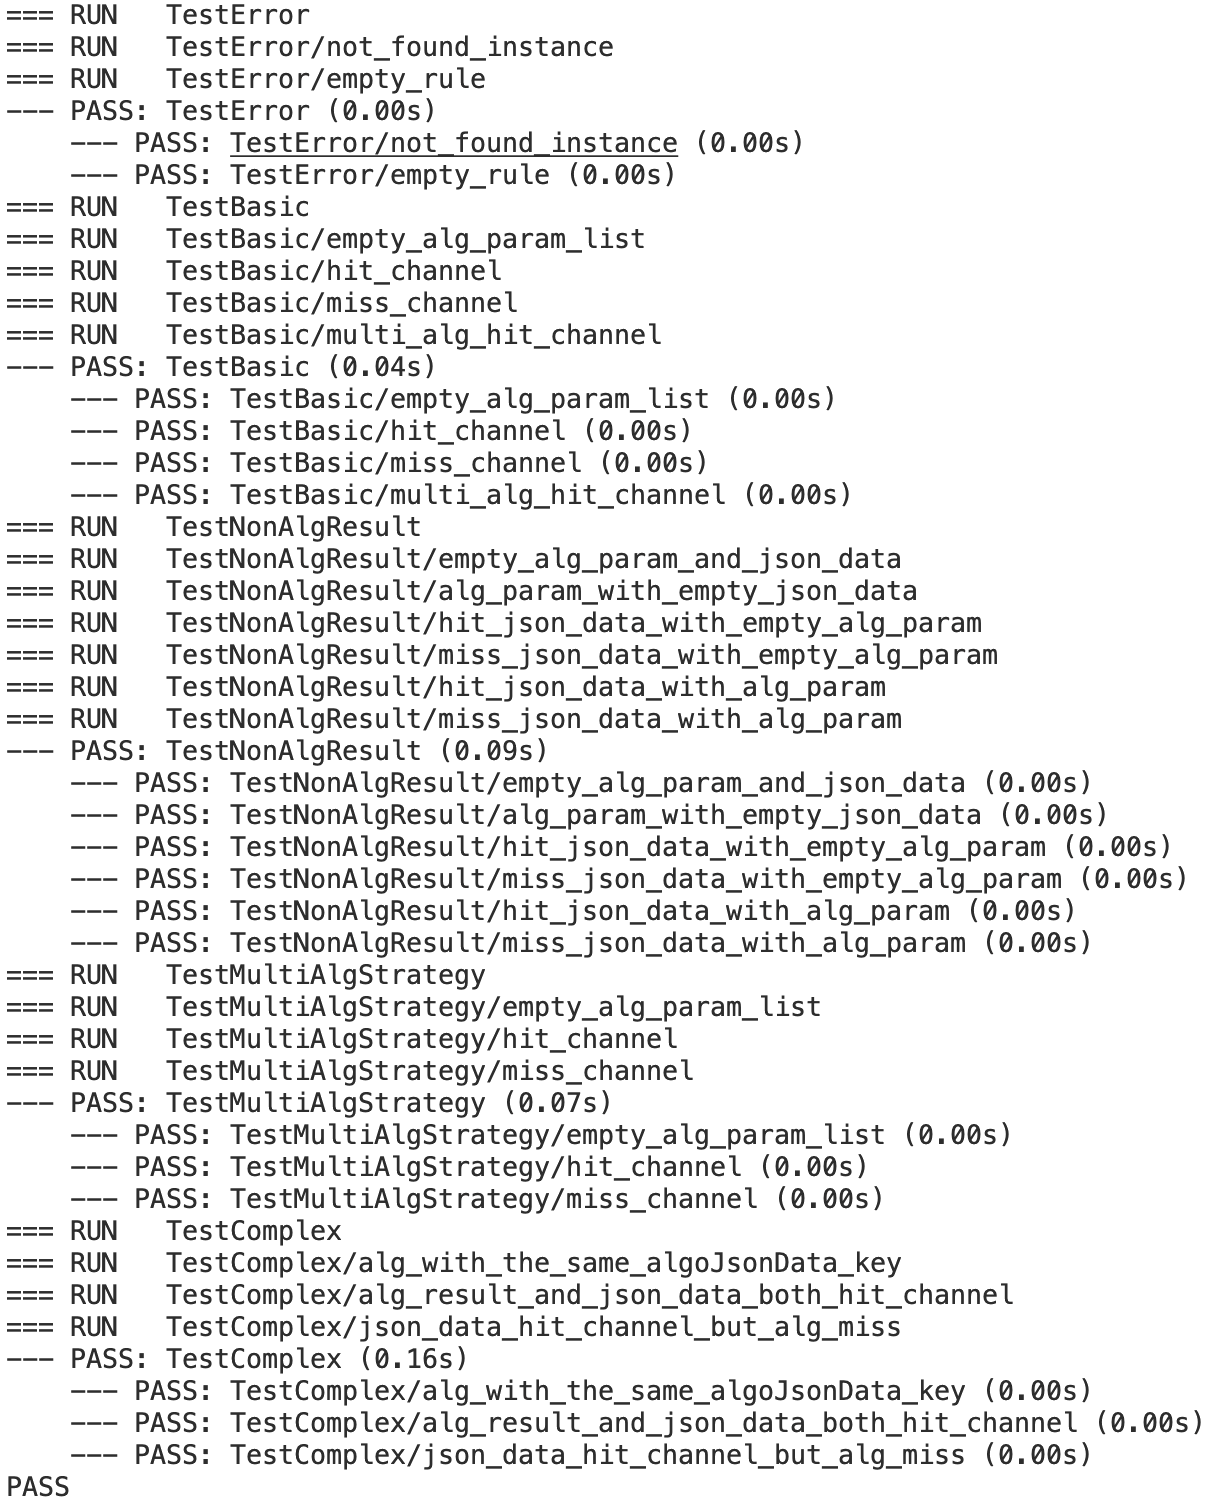 === RUN   TestError
=== RUN   TestError/not_found_instance
=== RUN   TestError/empty_rule
--- PASS: TestError (0.00s)
    --- PASS: TestError/not_found_instance (0.00s)
    --- PASS: TestError/empty_rule (0.00s)
=== RUN   TestBasic
=== RUN   TestBasic/empty_alg_param_list
=== RUN   TestBasic/hit_channel
=== RUN   TestBasic/miss_channel
=== RUN   TestBasic/multi_alg_hit_channel
--- PASS: TestBasic (0.04s)
    --- PASS: TestBasic/empty_alg_param_list (0.00s)
    --- PASS: TestBasic/hit_channel (0.00s)
    --- PASS: TestBasic/miss_channel (0.00s)
    --- PASS: TestBasic/multi_alg_hit_channel (0.00s)
=== RUN   TestNonAlgResult
=== RUN   TestNonAlgResult/empty_alg_param_and_json_data
=== RUN   TestNonAlgResult/alg_param_with_empty_json_data
=== RUN   TestNonAlgResult/hit_json_data_with_empty_alg_param
=== RUN   TestNonAlgResult/miss_json_data_with_empty_alg_param
=== RUN   TestNonAlgResult/hit_json_data_with_alg_param
=== RUN   TestNonAlgResult/miss_json_data_with_alg_param
--- PASS: TestNonAlgResult (0.09s)
    --- PASS: TestNonAlgResult/empty_alg_param_and_json_data (0.00s)
    --- PASS: TestNonAlgResult/alg_param_with_empty_json_data (0.00s)
    --- PASS: TestNonAlgResult/hit_json_data_with_empty_alg_param (0.00s)
    --- PASS: TestNonAlgResult/miss_json_data_with_empty_alg_param (0.00s)
    --- PASS: TestNonAlgResult/hit_json_data_with_alg_param (0.00s)
    --- PASS: TestNonAlgResult/miss_json_data_with_alg_param (0.00s)
=== RUN   TestMultiAlgStrategy
=== RUN   TestMultiAlgStrategy/empty_alg_param_list
=== RUN   TestMultiAlgStrategy/hit_channel
=== RUN   TestMultiAlgStrategy/miss_channel
--- PASS: TestMultiAlgStrategy (0.07s)
    --- PASS: TestMultiAlgStrategy/empty_alg_param_list (0.00s)
    --- PASS: TestMultiAlgStrategy/hit_channel (0.00s)
    --- PASS: TestMultiAlgStrategy/miss_channel (0.00s)
=== RUN   TestComplex
=== RUN   TestComplex/alg_with_the_same_algoJsonData_key
=== RUN   TestComplex/alg_result_and_json_data_both_hit_channel
=== RUN   TestComplex/json_data_hit_channel_but_alg_miss
--- PASS: TestComplex (0.16s)
    --- PASS: TestComplex/alg_with_the_same_algoJsonData_key (0.00s)
    --- PASS: TestComplex/alg_result_and_json_data_both_hit_channel (0.00s)
    --- PASS: TestComplex/json_data_hit_channel_but_alg_miss (0.00s)
PASS